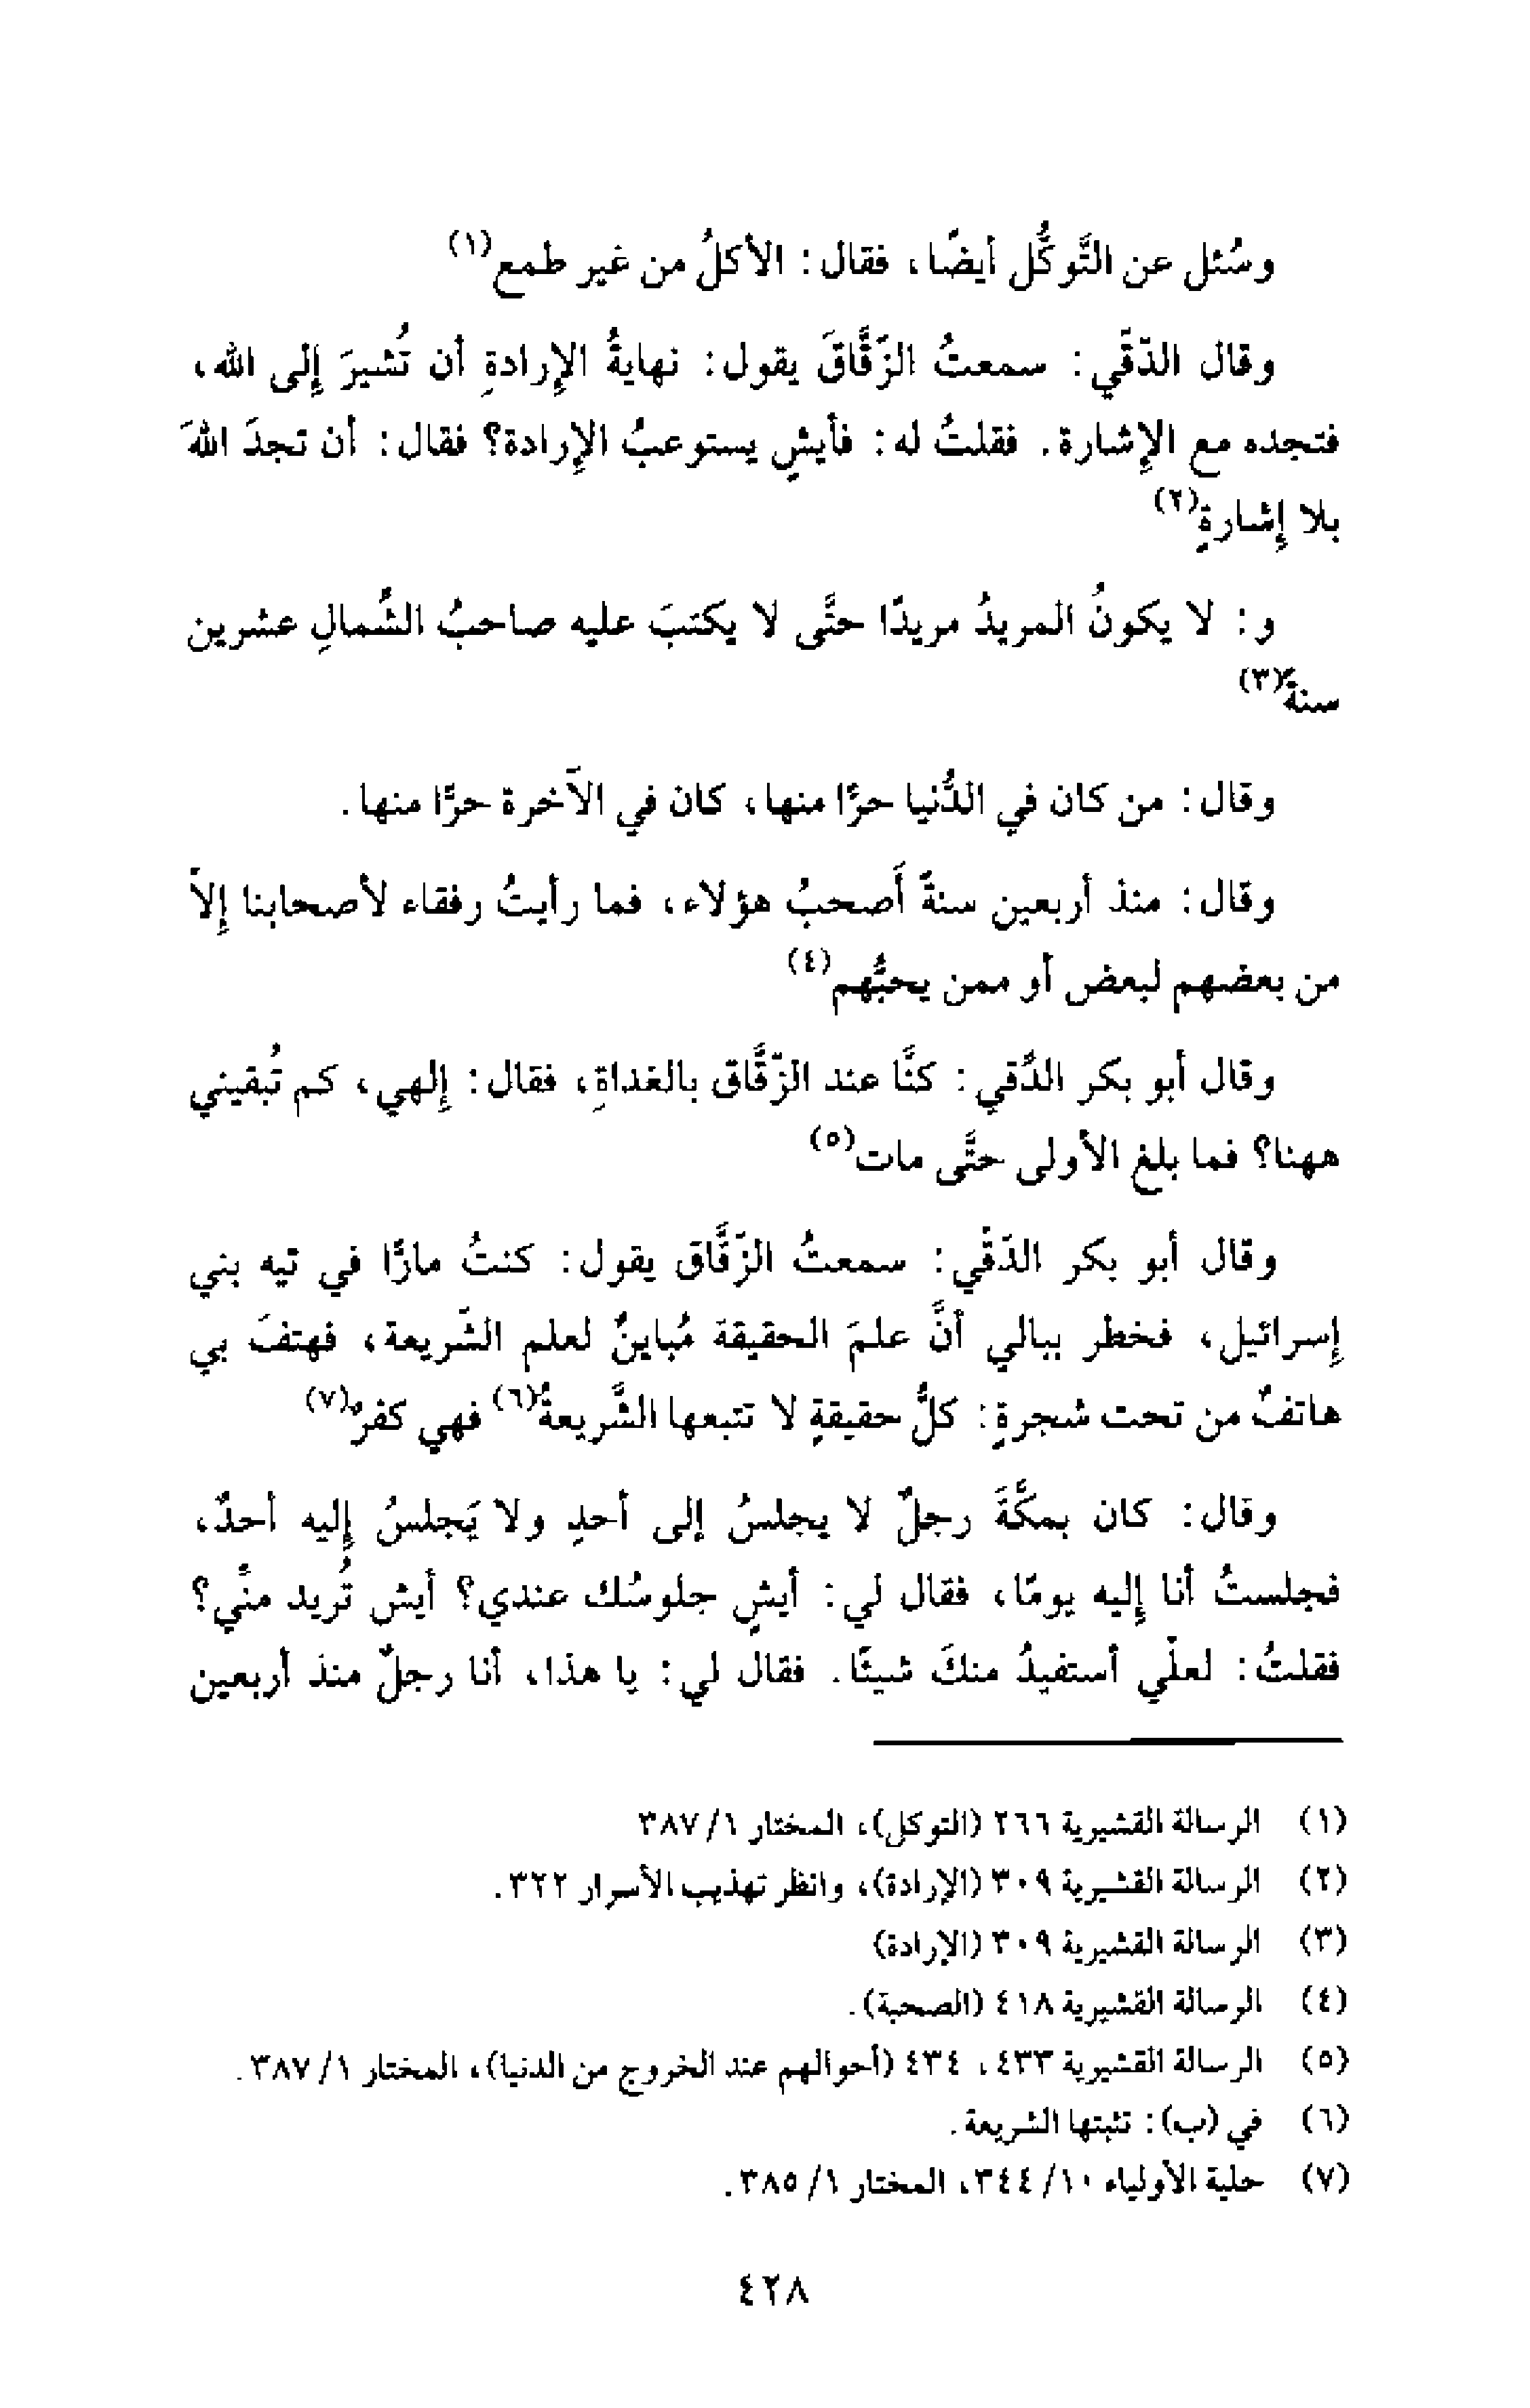 وسُئل عن التَّوكُّل أيضًا، فقال: الأكلُ من غير طمع(١)
وقال الدّقّي: سمعتُ الزَّقَّاقَ يقول: نهايةُ الإرادةِ أن تُشيرَ إلى الله،
فتجده مع الإشارة. فقلتُ له: فأيشٍ يستوعبُ الإرادة؟ فقال: أن تجدَ اللهَ
بلا إشارةٍ(٢)
و: لا يكونُ المريدُ مريدًا حتَّى لا يكتبَ عليه صاحبُ الشِّمالِ عشرين
سنةً(٣)
وقال: من كان في الدُّنيا حرًّا منها، كان في الآخرة حرًّا منها.
وقال: منذ أربعين سنةً أَصحبُ هؤلاء، فما رأيتُ رفقاء لأصحابنا إلاّ
من بعضهم لبعض أو ممن يحبُّهم(٤)
وقال أبو بكر الدُّقي: كنَّا عند الزّقَّاق بالغداةِ، فقال: إلهي، كم تُبقيني
ههنا؟ فما بلغ الأولى حتَّى مات(٥)
وقال أبو بكر الدَّقّي: سمعتُ الزَّقَّاق يقول: كنتُ مارًّا في تيه بني
إسرائيل، فخطر ببالي أنَّ علمَ الحقيقة مُباينٌ لعلم الشَّريعة، فهتفَ بي
هاتفٌ من تحت شجرةٍ: كلُّ حقيقةٍ لا تتبعها الشَّريعةُ(٦) فهي كفرٌ(٧)
وقال: كان بمكَّةَ رجلٌ لا يجلسُ إلى أحدٍ ولا يَجلسُ إليه أحدٌ،
فجلستُ أنا إليه يومًا، فقال لي: أيشٍ جلوسُك عندي؟ أيش تُريد منّي؟
فقلتُ: لعلّي أستفيدُ منكَ شيئًا. فقال لي: يا هذا، أنا رجلٌ منذ أربعين
(١) الرسالة القشيرية ٢٦٦ (التوكل)، المختار ١/ ٣٨٧
(٢) الرسالة القشيرية ٣٠٩ (الإرادة)، وانظر تهذيب الأسرار ٣٢٢.
(٣) الرسالة القشيرية ٣٠٩ (الإرادة)
(٤) الرسالة القشيرية ٤١٨ (الصحبة).
(٥) الرسالة القشيرية ٤٣٣، ٤٣٤ (أحوالهم عند الخروج من الدنيا)، المختار ١/ ٣٨٧.
(٦) في (ب): تثبتها الشريعة.
(٧) حلية الأولياء ١٠/ ٣٤٤، المختار ١/ ٣٨٥.
٤٢٨